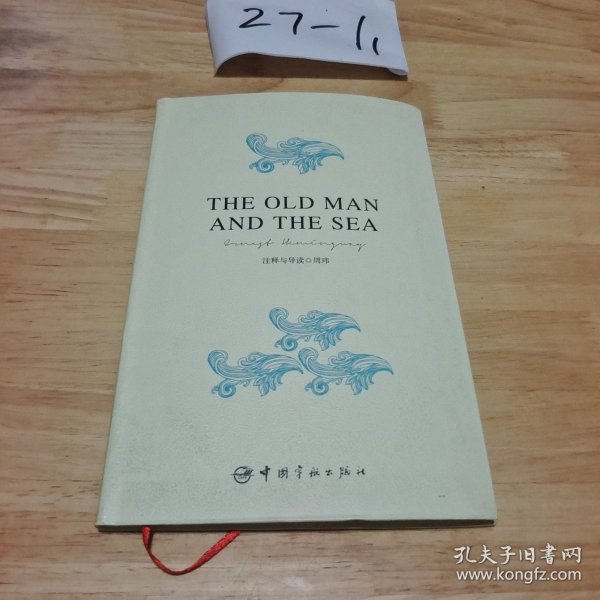 27-11
THE OLD MAN
AND THE SEA
Ernest Hemingway
注释与导读◎周玮
中国宇航出版社
孔夫子旧书网
www.kongfz.com